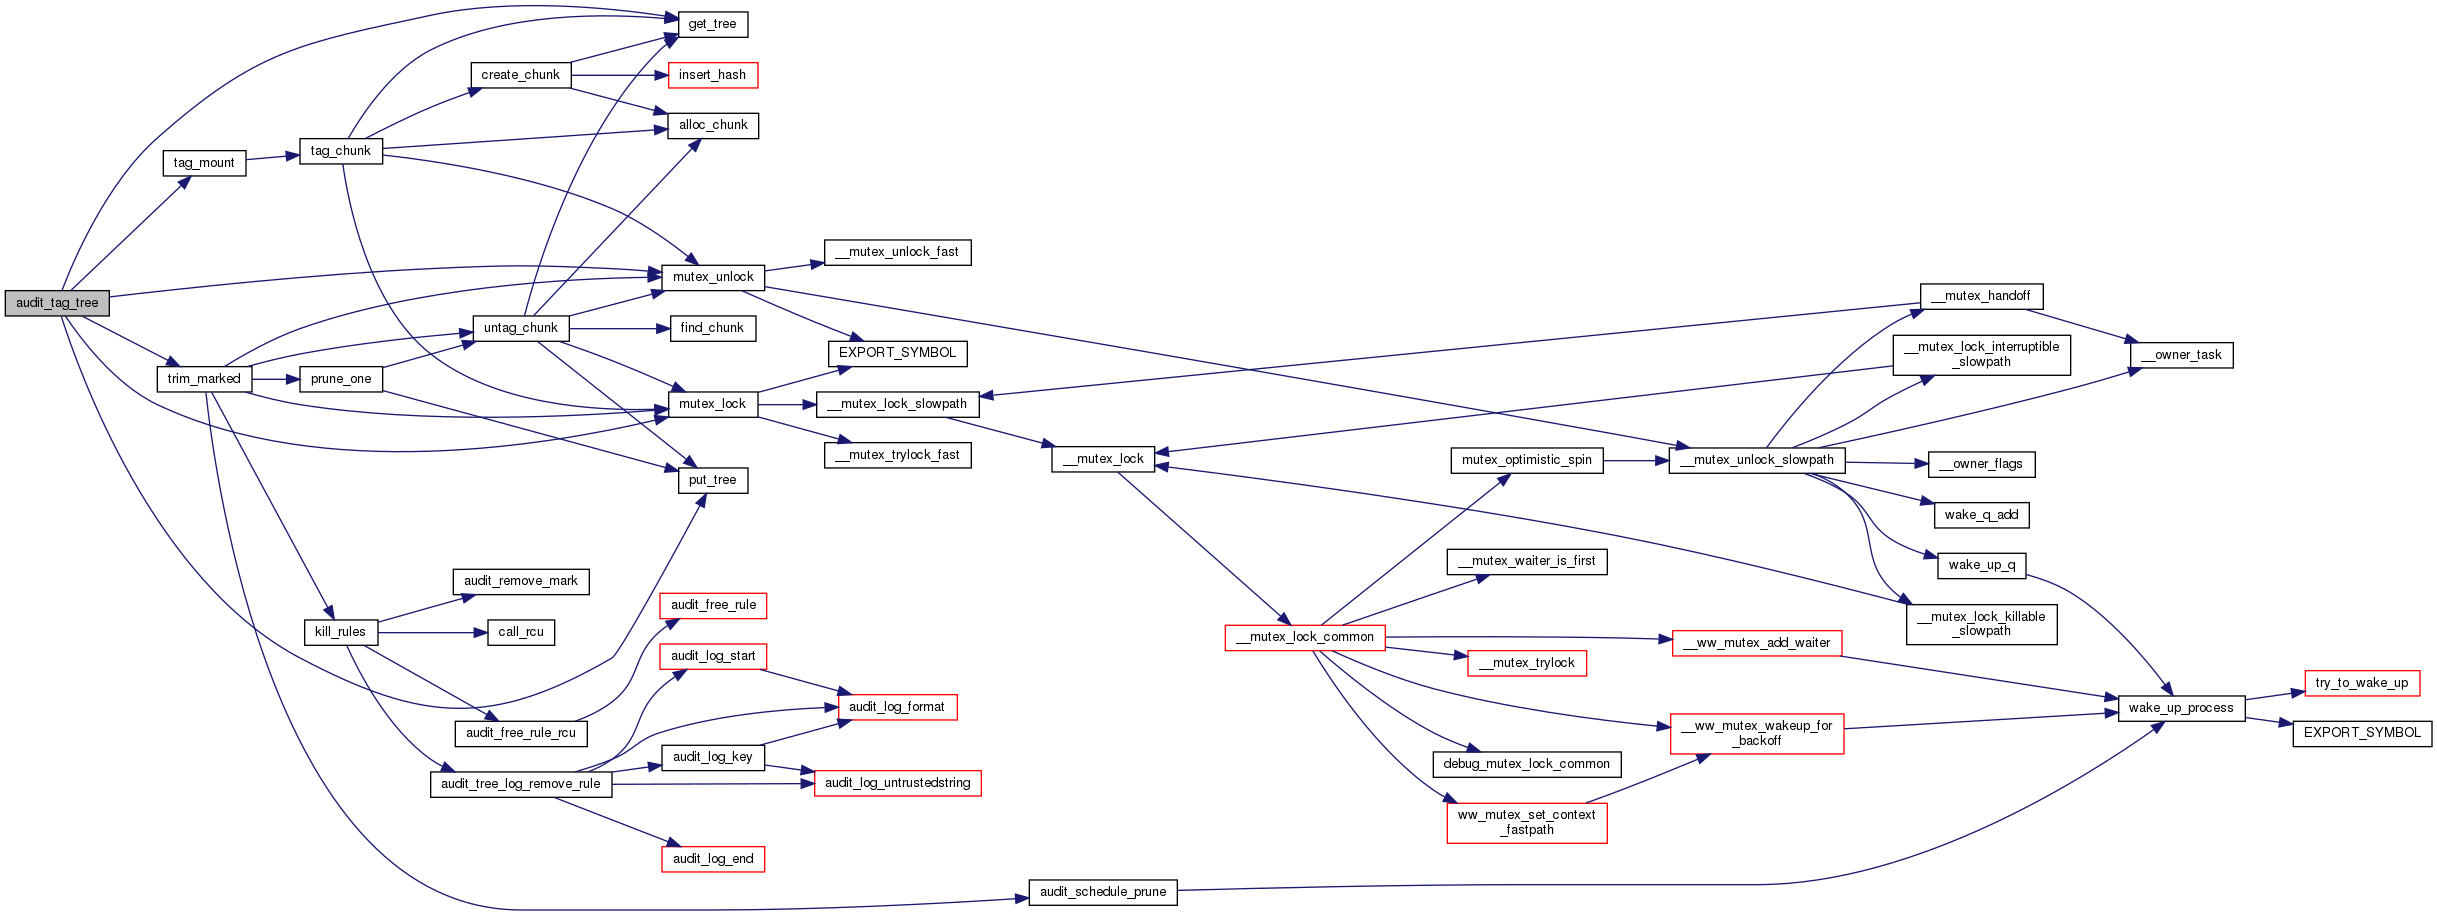 audit_tag_tree
tag_mount
trim_marked
tag_chunk
prune_one
kill_rules
create_chunk
untag_chunk
audit_remove_mark
call_rcu
audit_free_rule_rcu
audit_tree_log_remove_rule
get_tree
insert_hash
alloc_chunk
mutex_unlock
find_chunk
mutex_lock
put_tree
audit_free_rule
audit_log_start
audit_log_key
audit_log_end
__mutex_unlock_fast
EXPORT_SYMBOL
__mutex_lock_slowpath
__mutex_trylock_fast
audit_log_format
audit_log_untrustedstring
__mutex_lock
audit_schedule_prune
__mutex_lock_common
mutex_optimistic_spin
__mutex_waiter_is_first
__mutex_trylock
debug_mutex_lock_common
ww_mutex_set_context
_fastpath
__mutex_unlock_slowpath
__ww_mutex_add_waiter
__ww_mutex_wakeup_for
_backoff
__mutex_handoff
__mutex_lock_interruptible
_slowpath
__owner_flags
wake_q_add
wake_up_q
__mutex_lock_killable
_slowpath
__owner_task
wake_up_process
try_to_wake_up
EXPORT_SYMBOL